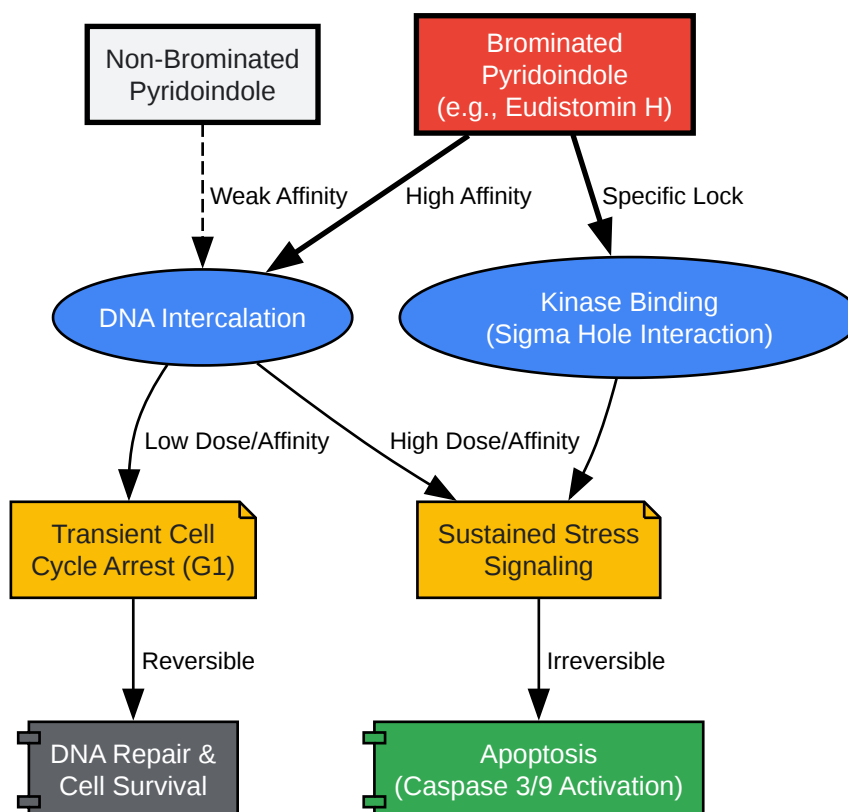 Non-Brominated
Pyridoindole
Brominated
Pyridoindole
(e.g., Eudistomin H)
Weak Affinity
High Affinity
Specific Lock
DNA Intercalation
Kinase Binding
(Sigma Hole Interaction)
Low Dose/Affinity
High Dose/Affinity
Transient Cell
Cycle Arrest (G1)
Sustained Stress
Signaling
Reversible
Irreversible
DNA Repair &
Cell Survival
Apoptosis
(Caspase 3/9 Activation)